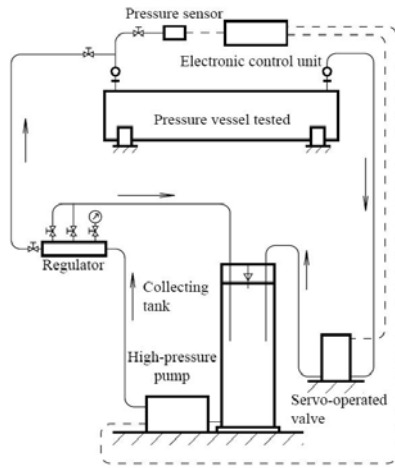 Pressure sensor
Electronic control unit
Pressure vessel tested
Regulator
Collecting
tank
High-pressure
pump
Servo-operated
valve